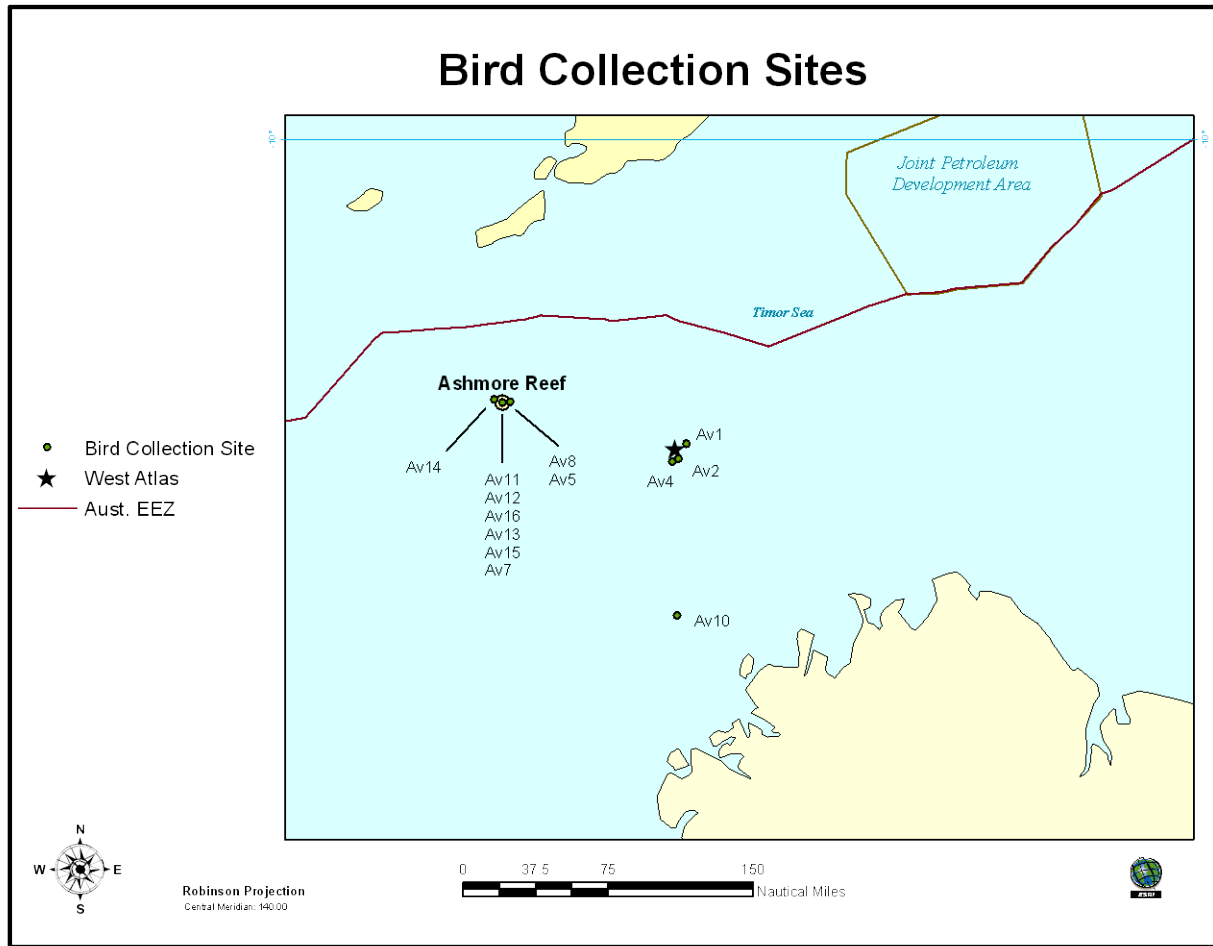 Bird Collection Sites
-10°
-10°
Joint Petroleum
Development Area
Timor Sea
Ashmore Reef
Av14
Av11
Av12
Av16
Av13
Av15
Av7
Av8
Av5
Av1
Av2
Av4
Av10
Bird Collection Site
West Atlas
Aust. EEZ
N
W
E
S
Robinson Projection
Central Meridian: 140.00
0
37.5
75
150
Nautical Miles
ESRI